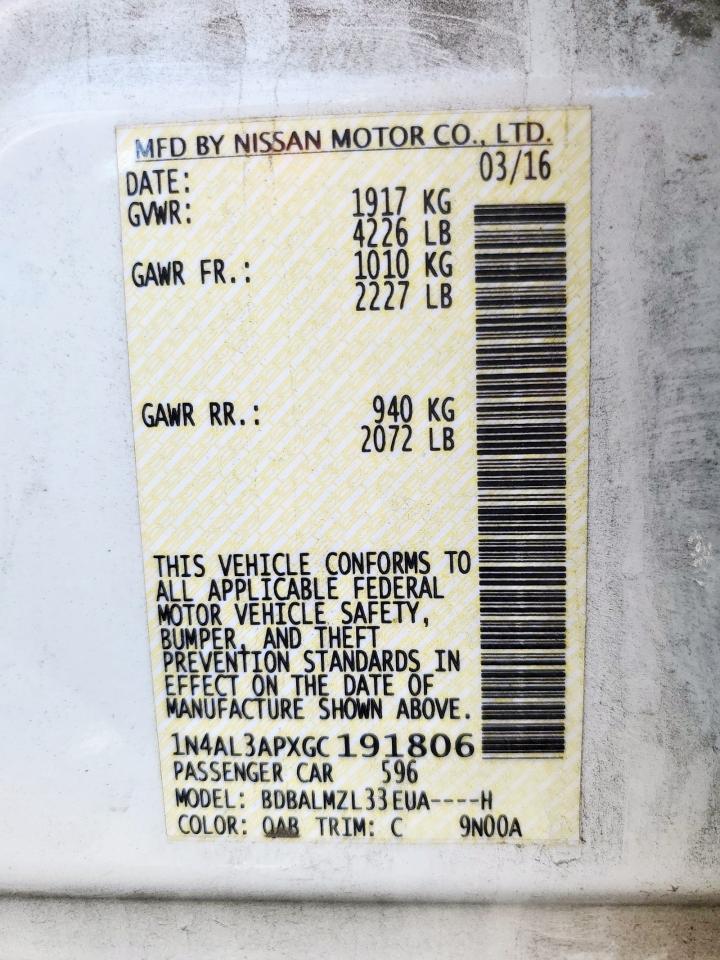 MFD BY NISSAN MOTOR CO., LTD.
DATE: 03/16
GVWR: 1917 KG
4226 LB
GAWR FR.: 1010 KG
2227 LB
GAWR RR.: 940 KG
2072 LB
THIS VEHICLE CONFORMS TO
ALL APPLICABLE FEDERAL
MOTOR VEHICLE SAFETY,
BUMPER, AND THEFT
PREVENTION STANDARDS IN
EFFECT ON THE DATE OF
MANUFACTURE SHOWN ABOVE.
1N4AL3APXGC191806
PASSENGER CAR 596
MODEL: BDBALMZL33EUA----H
COLOR: QAB TRIM: C 9N00A